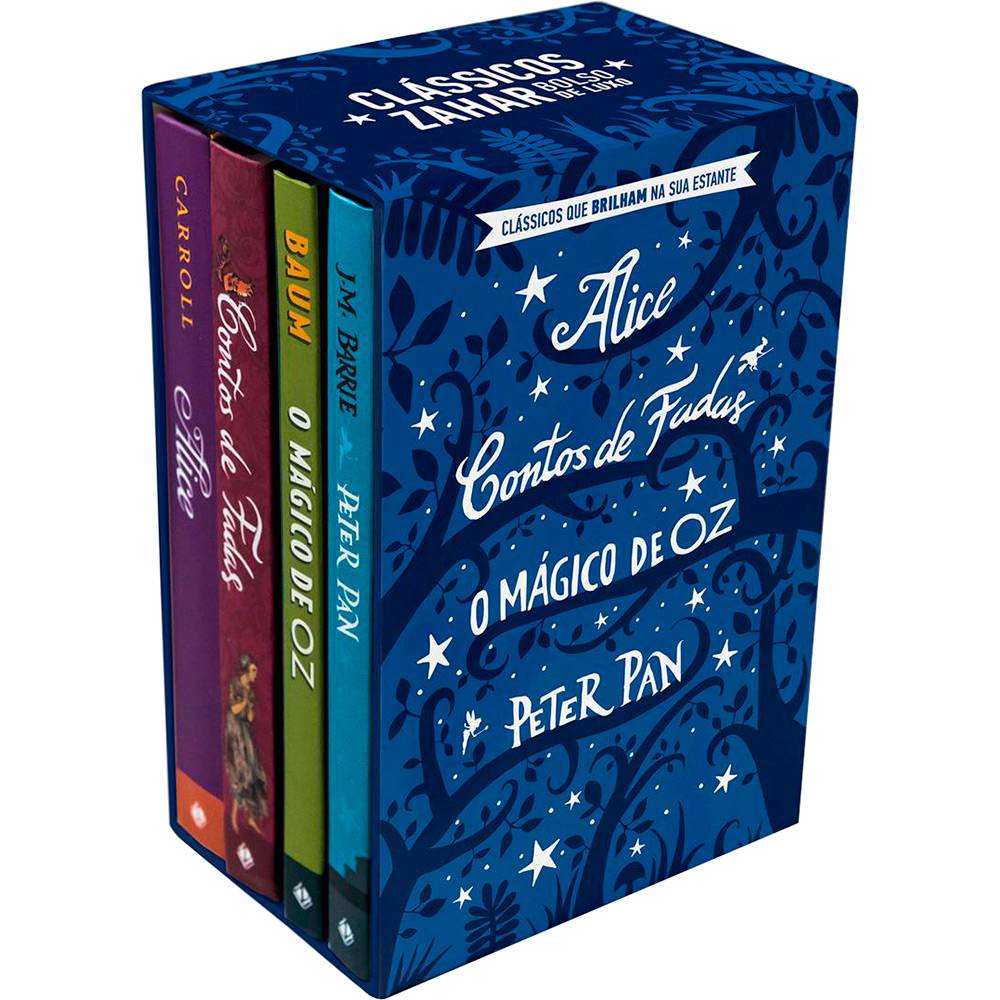 CLÁSSICOS
ZAHAR BOLSO
DE LUXO
CLÁSSICOS QUE BRILHAM NA SUA ESTANTE
Alice
Contos de Fadas
O MÁGICO DE OZ
PETER PAN
CARROLL Alice
Contos de Fadas
BAUM O MÁGICO DE OZ
J.M. BARRIE PETER PAN